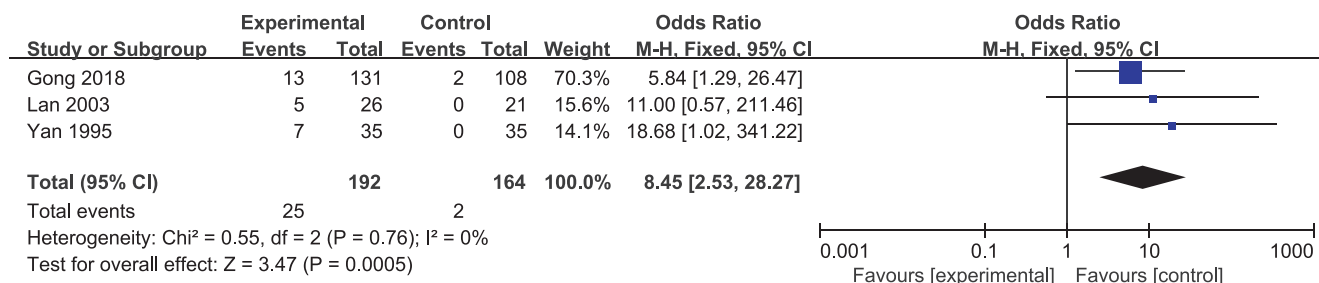 Experimental Control Odds Ratio Odds Ratio
Study or Subgroup Events Total Events Total Weight M-H, Fixed, 95% CI M-H, Fixed, 95% CI
Gong 2018 13 131 2 108 70.3% 5.84 [1.29, 26.47]
Lan 2003 5 26 0 21 15.6% 11.00 [0.57, 211.46]
Yan 1995 7 35 0 35 14.1% 18.68 [1.02, 341.22]
Total (95% CI) 192 164 100.0% 8.45 [2.53, 28.27]
Total events 25 2
Heterogeneity: Chi² = 0.55, df = 2 (P = 0.76); I² = 0%
Test for overall effect: Z = 3.47 (P = 0.0005)
0.001 0.1 1 10 1000
Favours [experimental] Favours [control]